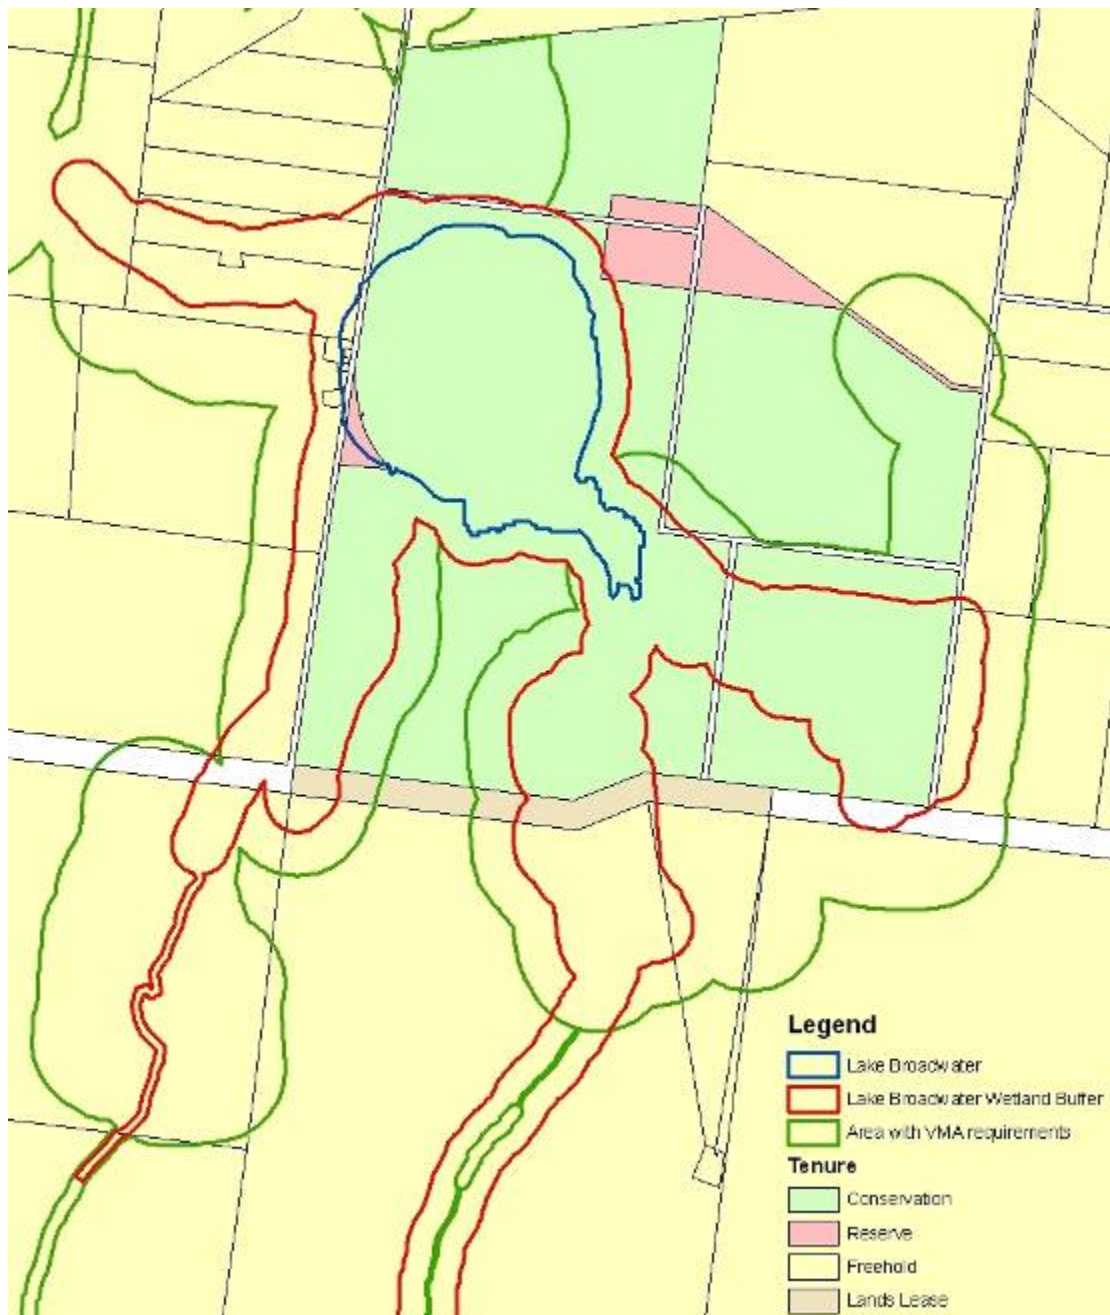 Legend
Lake Broadwater
Lake Broadwater Wetland Buffer
Area with VMA requirements
Tenure
Conservation
Reserve
Freehold
Lands Lease